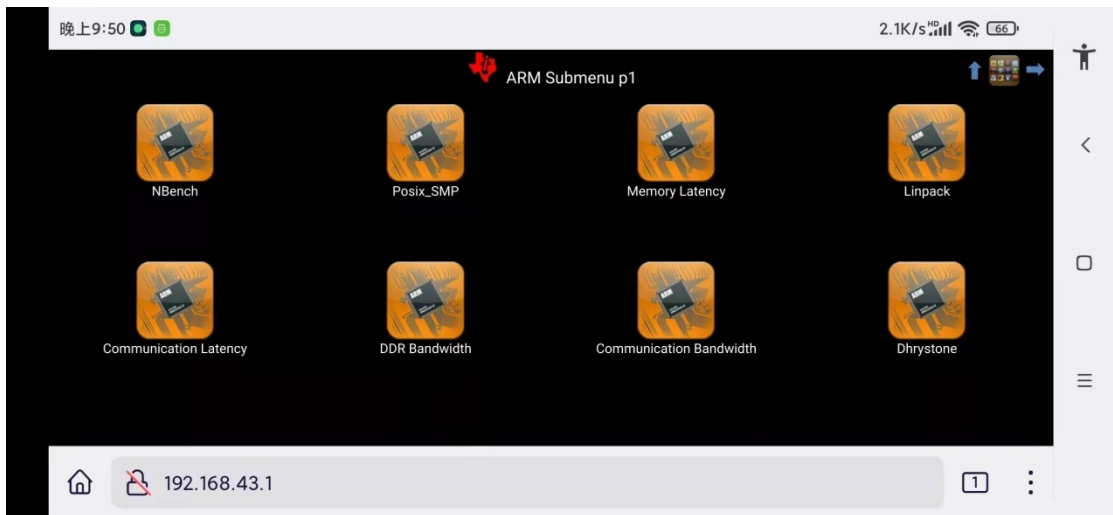 晚上9:50
2.1K/s HD 66
ARM Submenu p1
NBench Posix_SMP Memory Latency Linpack
Communication Latency DDR Bandwidth Communication Bandwidth Dhrystone
192.168.43.1
1